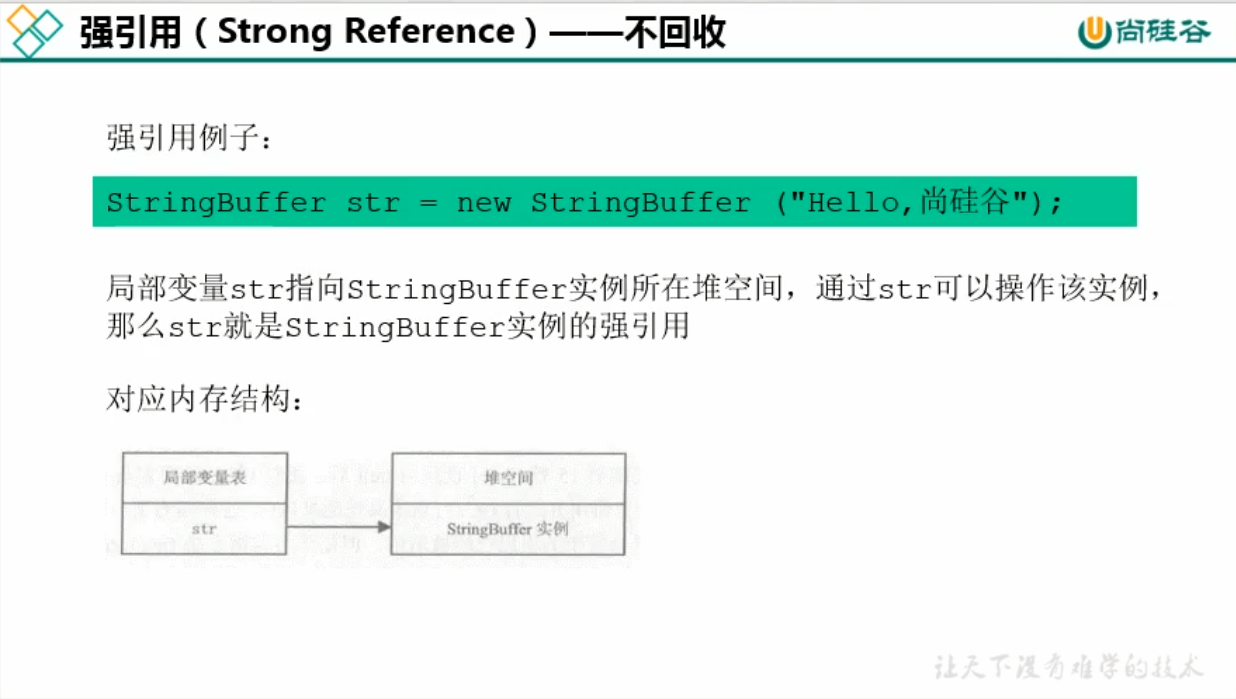 强引用（Strong Reference）——不回收
尚硅谷
强引用例子：
StringBuffer str = new StringBuffer ("Hello,尚硅谷");
局部变量str指向StringBuffer实例所在堆空间，通过str可以操作该实例，
那么str就是StringBuffer实例的强引用
对应内存结构：
局部变量表
堆空间
str
StringBuffer 实例
让天下没有难学的技术